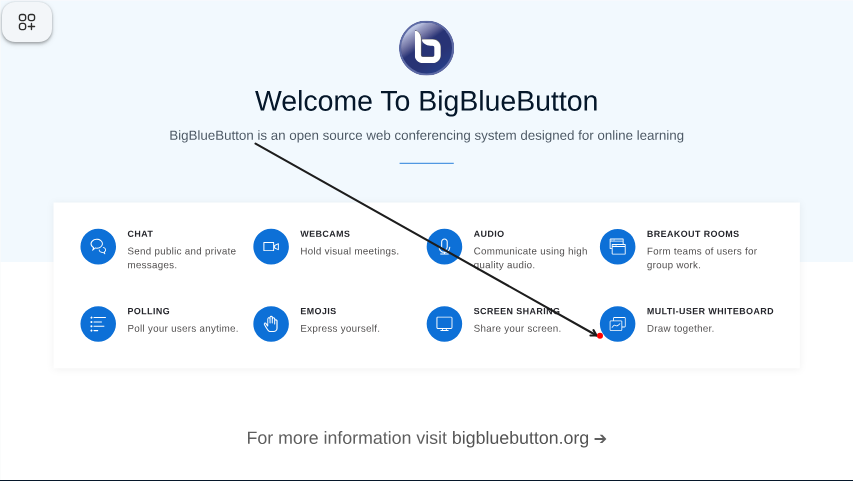 Welcome To BigBlueButton
BigBlueButton is an open source web conferencing system designed for online learning
CHAT
Send public and private
messages.
WEBCAMS
Hold visual meetings.
AUDIO
Communicate using high
quality audio.
BREAKOUT ROOMS
Form teams of users for
group work.
POLLING
Poll your users anytime.
EMOJIS
Express yourself.
SCREEN SHARING
Share your screen.
MULTI-USER WHITEBOARD
Draw together.
For more information visit bigbluebutton.org ➔